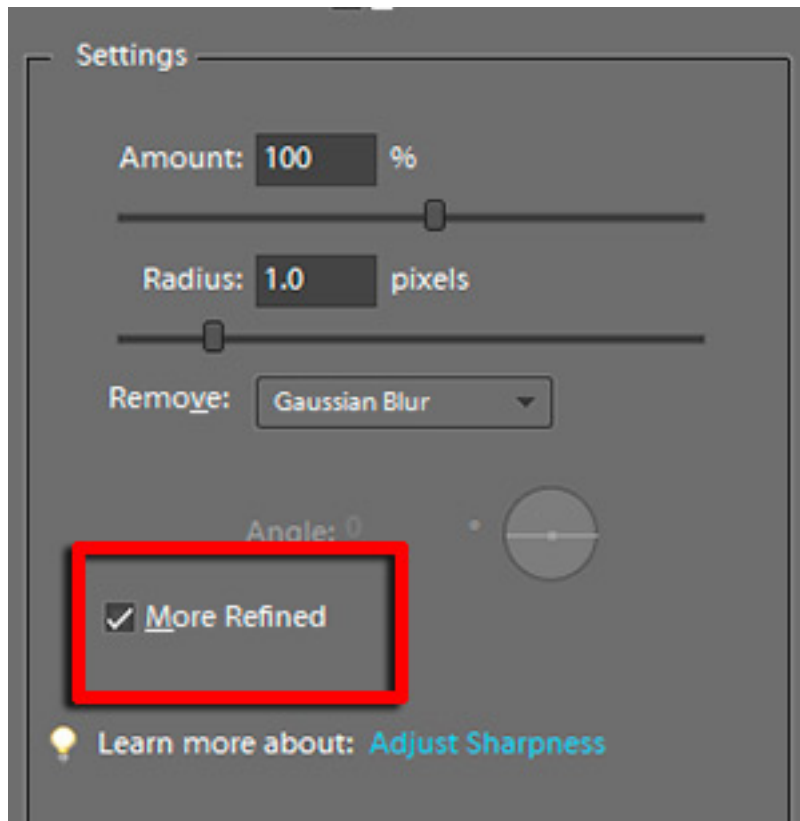 Settings
Amount: 100 %
Radius: 1.0 pixels
Remove: Gaussian Blur
Angle: 0 °
More Refined
Learn more about: Adjust Sharpness